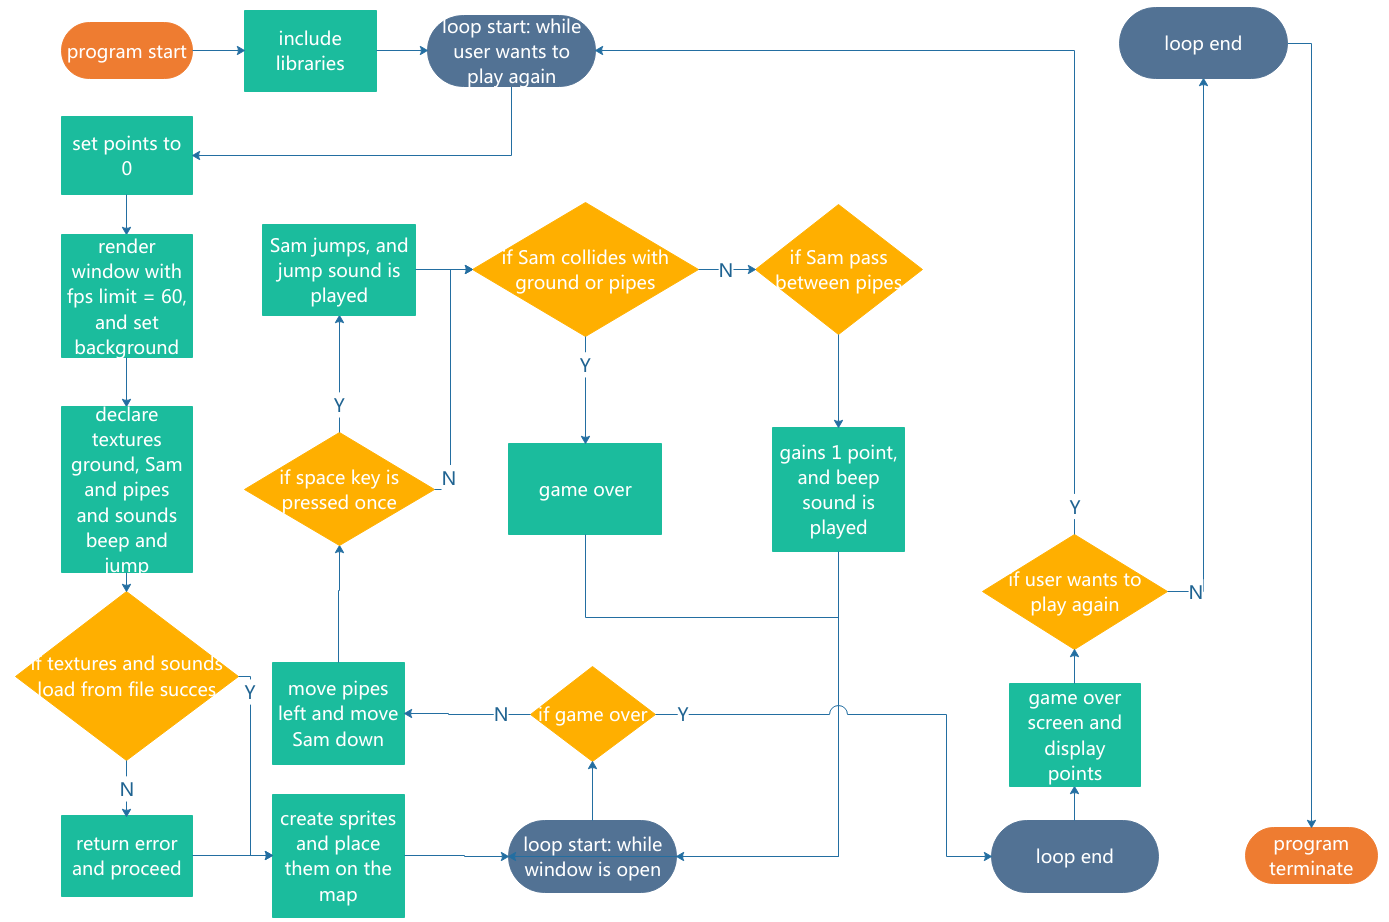 program start
include
libraries
loop start: while
user wants to
play again
loop end
set points to
0
render
window with
fps limit = 60,
and set
background
Sam jumps, and
jump sound is
played
if Sam collides with
ground or pipes
N
if Sam pass
between pipes
Y
Y
declare
textures
ground, Sam
and pipes
and sounds
beep and
jump
if space key is
pressed once
N
game over
gains 1 point,
and beep
sound is
played
Y
if user wants to
play again
N
if textures and sounds
load from file succes
Y
move pipes
left and move
Sam down
N
if game over
Y
game over
screen and
display
points
N
return error
and proceed
create sprites
and place
them on the
map
loop start: while
window is open
loop end
program
terminate